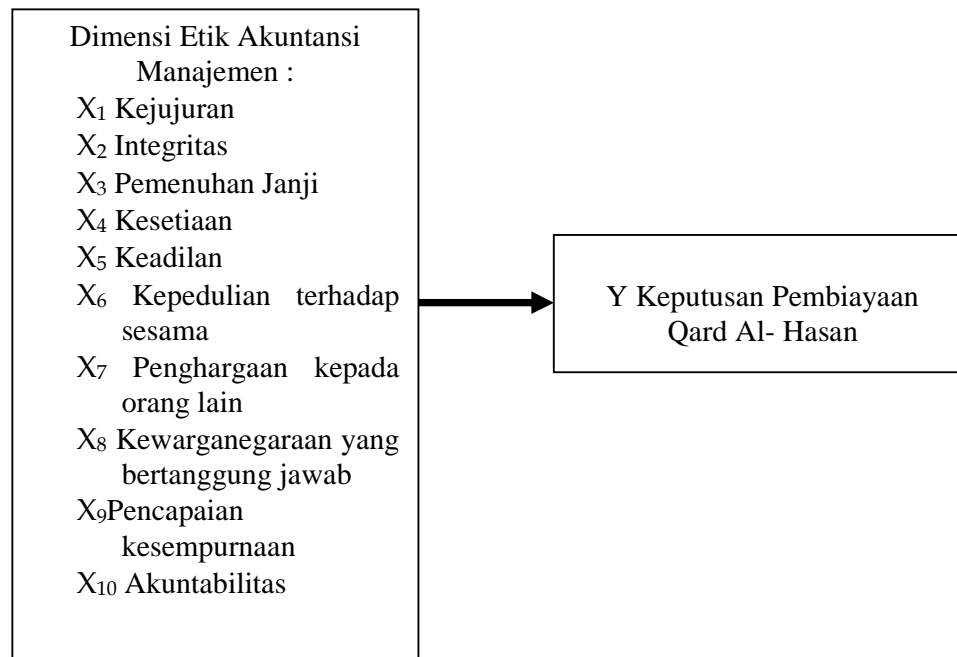 Dimensi Etik Akuntansi
Manajemen :
X₁ Kejujuran
X₂ Integritas
X₃ Pemenuhan Janji
X₄ Kesetiaan
X₅ Keadilan
X₆ Kepedulian terhadap
sesama
X₇ Penghargaan kepada
orang lain
X₈ Kewarganegaraan yang
bertanggung jawab
X₉Pencapaian
kesempurnaan
X₁₀ Akuntabilitas
Y Keputusan Pembiayaan
Qard Al- Hasan